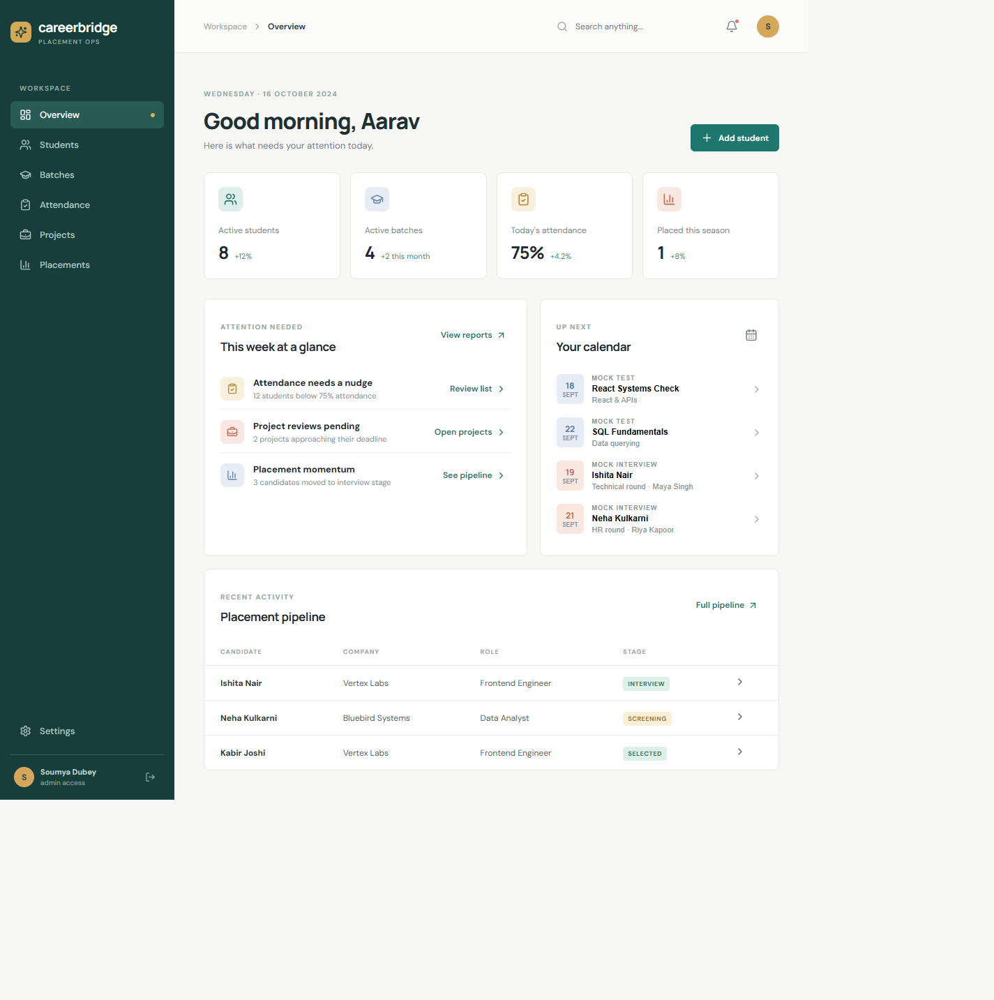 careerbridge
PLACEMENT OPS
WORKSPACE
Overview
Students
Batches
Attendance
Projects
Placements
Settings
S
Soumya Dubey
admin access
Workspace
Overview
Search anything...
S
WEDNESDAY · 16 OCTOBER 2024
Good morning, Aarav
Here is what needs your attention today.
Add student
Active students
8 +12%
Active batches
4 +2 this month
Today's attendance
75% +4.2%
Placed this season
1 +8%
ATTENTION NEEDED
This week at a glance
View reports
Attendance needs a nudge
12 students below 75% attendance
Review list
Project reviews pending
2 projects approaching their deadline
Open projects
Placement momentum
3 candidates moved to interview stage
See pipeline
UP NEXT
Your calendar
18
SEPT
MOCK TEST
React Systems Check
React & APIs
22
SEPT
MOCK TEST
SQL Fundamentals
Data querying
19
SEPT
MOCK INTERVIEW
Ishita Nair
Technical round · Maya Singh
21
SEPT
MOCK INTERVIEW
Neha Kulkarni
HR round · Riya Kapoor
RECENT ACTIVITY
Placement pipeline
Full pipeline
CANDIDATE COMPANY ROLE STAGE
Ishita Nair Vertex Labs Frontend Engineer INTERVIEW
Neha Kulkarni Bluebird Systems Data Analyst SCREENING
Kabir Joshi Vertex Labs Frontend Engineer SELECTED